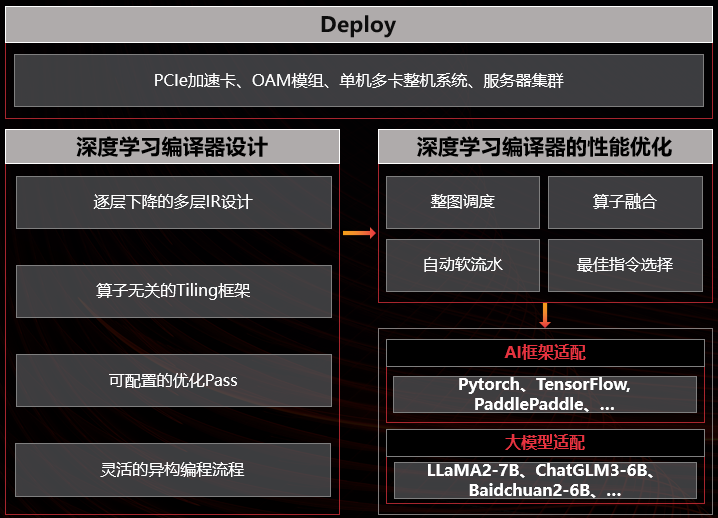 Deploy
PCIe加速卡、OAM模组、单机多卡整机系统、服务器集群
深度学习编译器设计
逐层下降的多层IR设计
算子无关的Tiling框架
可配置的优化Pass
灵活的异构编程流程
深度学习编译器的性能优化
整图调度
算子融合
自动软流水
最佳指令选择
AI框架适配
Pytorch、TensorFlow,
PaddlePaddle、...
大模型适配
LLaMA2-7B、ChatGLM3-6B、
Baidchuan2-6B、...